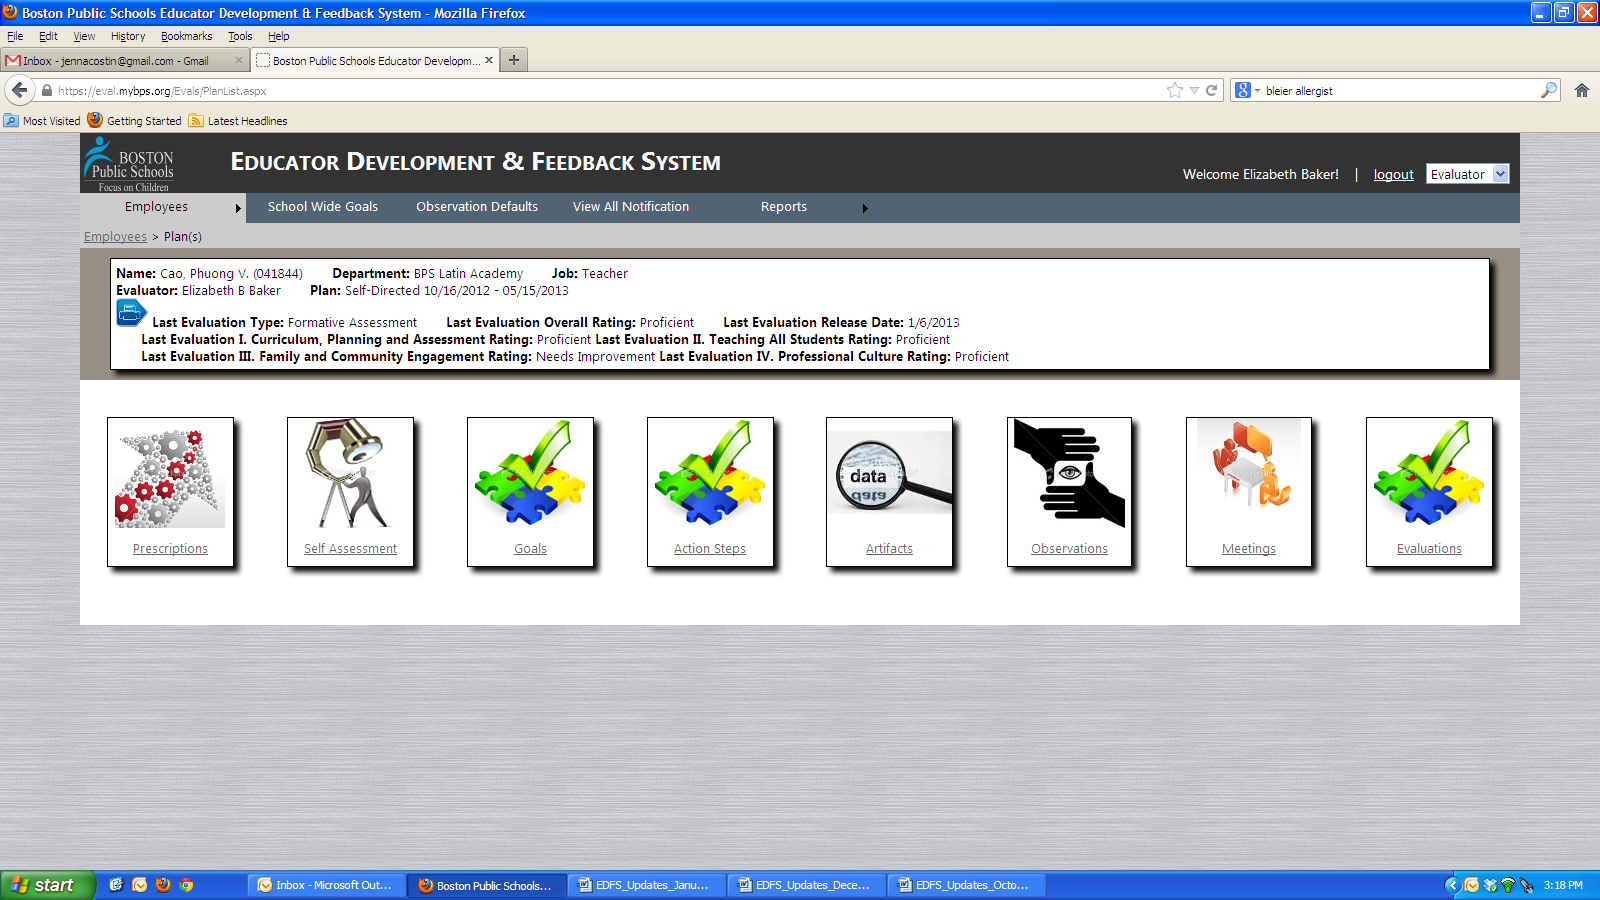 Boston Public Schools Educator Development & Feedback System - Mozilla Firefox
File Edit View History Bookmarks Tools Help
Inbox - jennacostin@gmail.com - Gmail
Boston Public Schools Educator Developm...
https://eval.mybps.org/Evals/PlanList.aspx
bleier allergist
Most Visited Getting Started Latest Headlines
BOSTON
Public Schools
Focus on Children
EDUCATOR DEVELOPMENT & FEEDBACK SYSTEM
Welcome Elizabeth Baker! | logout Evaluator
Employees School Wide Goals Observation Defaults View All Notification Reports
Employees > Plan(s)
Name: Cao, Phuong V. (041844) Department: BPS Latin Academy Job: Teacher
Evaluator: Elizabeth B Baker Plan: Self-Directed 10/16/2012 - 05/15/2013
Last Evaluation Type: Formative Assessment Last Evaluation Overall Rating: Proficient Last Evaluation Release Date: 1/6/2013
Last Evaluation I. Curriculum, Planning and Assessment Rating: Proficient Last Evaluation II. Teaching All Students Rating: Proficient
Last Evaluation III. Family and Community Engagement Rating: Needs Improvement Last Evaluation IV. Professional Culture Rating: Proficient
data
data
Prescriptions Self Assessment Goals Action Steps Artifacts Observations Meetings Evaluations
start Inbox - Microsoft Out... Boston Public Schools... EDFS_Updates_Janu... EDFS_Updates_Dece... EDFS_Updates_Octo... 3:18 PM